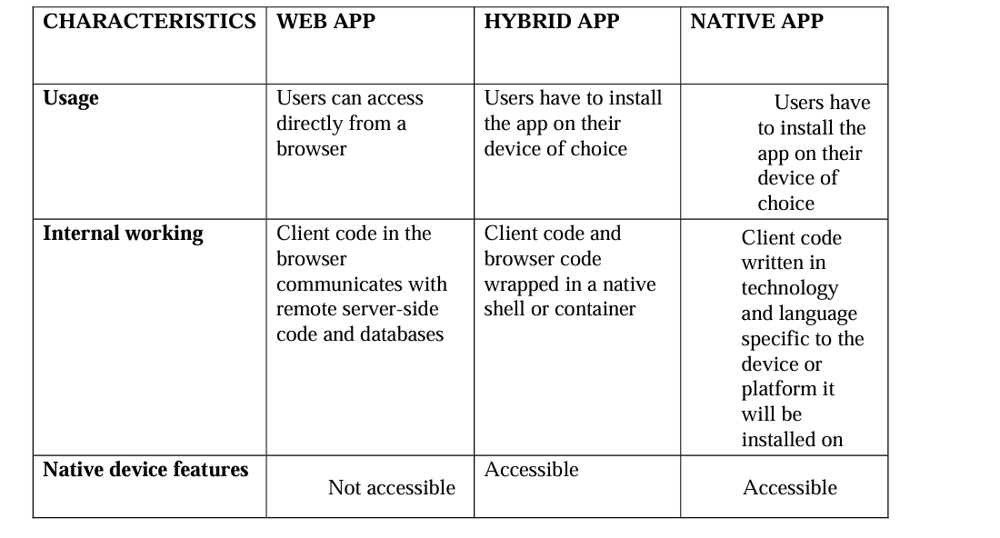 CHARACTERISTICS WEB APP HYBRID APP NATIVE APP
Usage
Users can access
directly from a
browser
Users have to install
the app on their
device of choice
Users have
to install the
app on their
device of
choice
Internal working
Client code in the
browser
communicates with
remote server-side
code and databases
Client code and
browser code
wrapped in a native
shell or container
Client code
written in
technology
and language
specific to the
device or
platform it
will be
installed on
Native device features
Not accessible
Accessible
Accessible